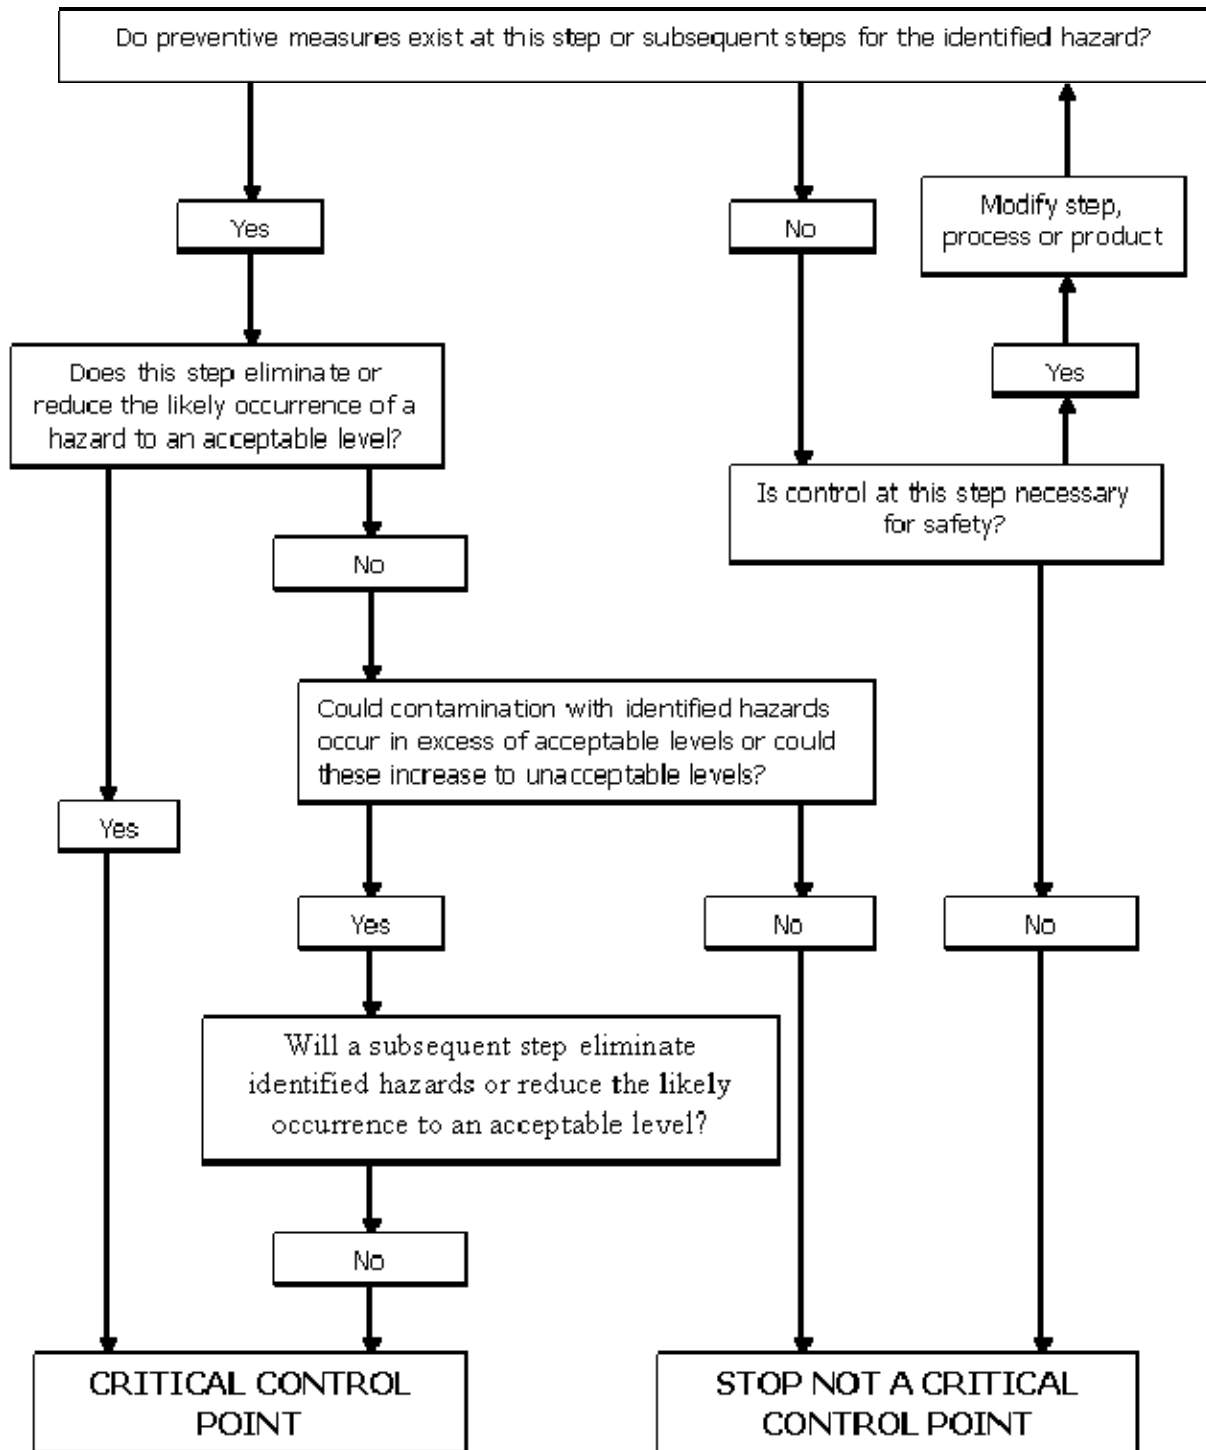 Do preventive measures exist at this step or subsequent steps for the identified hazard?
Yes
No
Modify step,
process or product
Does this step eliminate or
reduce the likely occurrence of a
hazard to an acceptable level?
Yes
Is control at this step necessary
for safety?
No
Could contamination with identified hazards
occur in excess of acceptable levels or could
these increase to unacceptable levels?
Yes
Yes
No
No
Will a subsequent step eliminate
identified hazards or reduce the likely
occurrence to an acceptable level?
No
CRITICAL CONTROL
POINT
STOP NOT A CRITICAL
CONTROL POINT